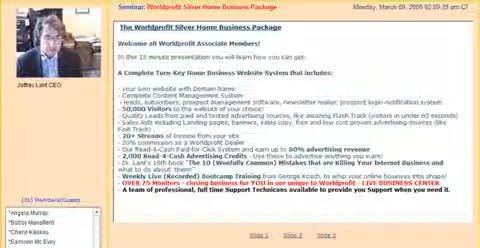 Seminar: Worldprofit Silver Home Business Package
Monday, March 09, 2009 02:09:39 pm CT
The Worldprofit Silver Home Business Package
Welcome all Worldprofit Associate Members!
In this 15 minute presentation you will learn how you can get:
A Complete Turn-Key Home Business Website System that includes:
- your own website with Domain Name
- Complete Content Management System
- leads, subscribers, prospect management software, newsletter mailer, prospect login-notification system
- 50,000 Visitors to the website of your choice!
- Quality Leads from paid and tested advertising sources, like amazing Flash Track (visitors in under 60 seconds)
- Sales Aids including Landing pages, banners, sales copy, free and low cost proven advertising sources (like
Fast Track)
- 20+ Streams of Income from your site
- 20% commission as a Worldprofit Dealer
- Our Read-4-Cash Paid-for-Click System and earn up to 80% advertising revenue
- 2,000 Read-4-Cash Advertising Credits - Use these to advertise anything you want!
- Dr. Lant's 16th book "The 10 (Woefully Common) Mistakes that are Killing Your Internet Business and
what to do about them!"
- Weekly Live (Recorded) Bootcamp Training from George Kosch, to whip your online business into shape!
- OVER 75 Monitors - closing business for YOU in our unique to Worldprofit - LIVE BUSINESS CENTER
- A team of professional, full time Support Technicans available to provide you Support when you need it.
Jeffrey Lant CEO
Members/Guests
*Angela Murray
*Bobby Mansfield
*Cheryl
*Eamonn Mc Evoy
Slide 1
Slide 2
Slide 3